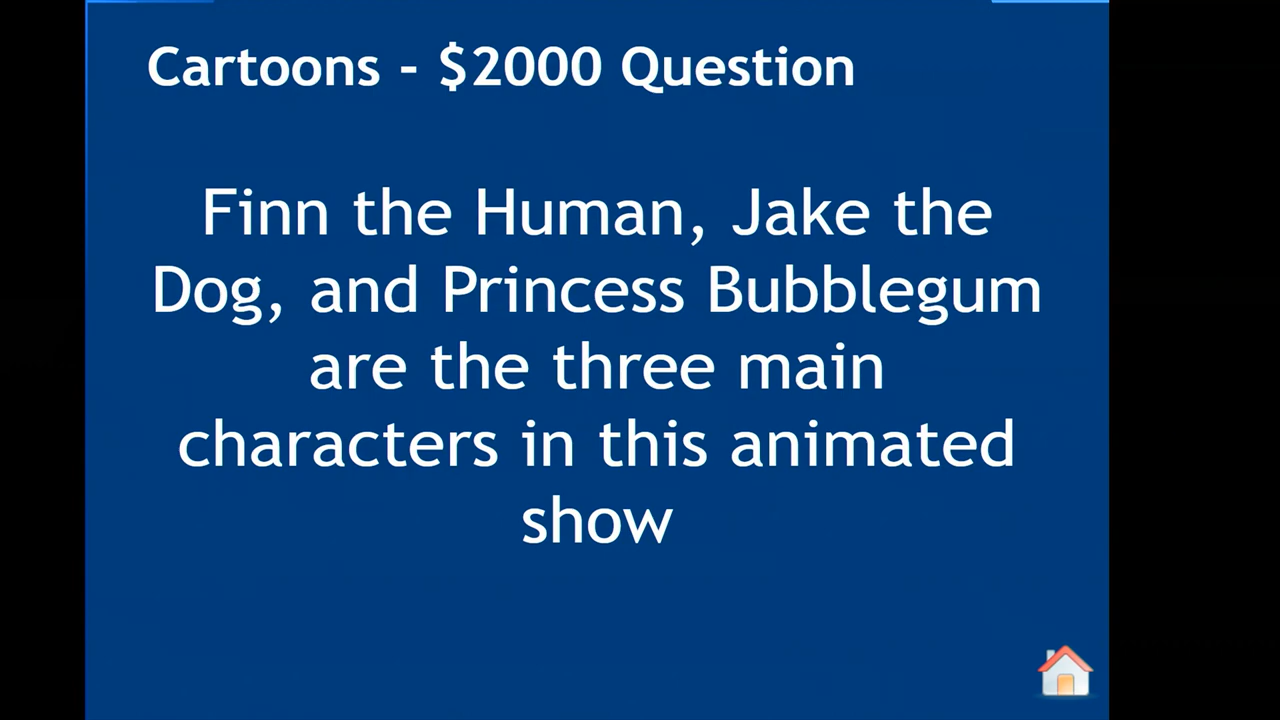 Cartoons - $2000 Question
Finn the Human, Jake the
Dog, and Princess Bubblegum
are the three main
characters in this animated
show